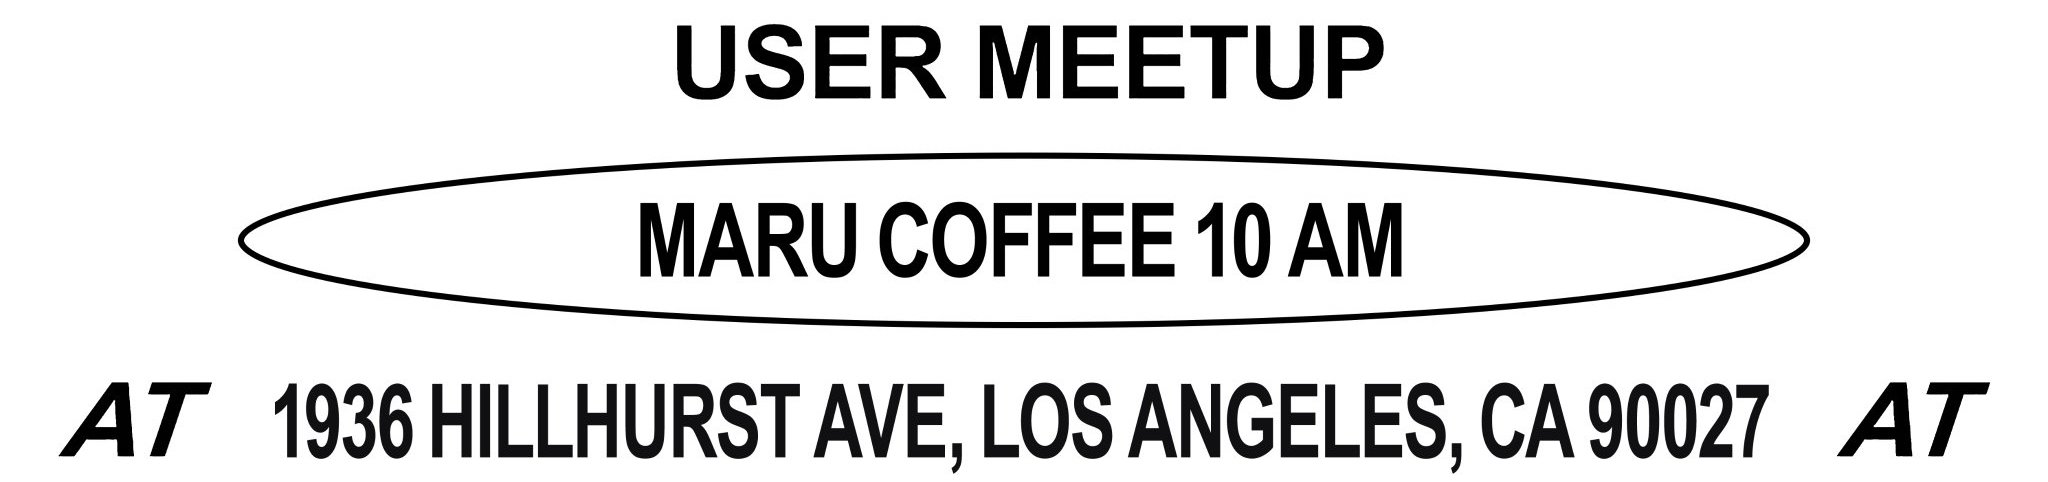 USER MEETUP
MARU COFFEE 10 AM
AT 1936 HILLHURST AVE, LOS ANGELES, CA 90027 AT